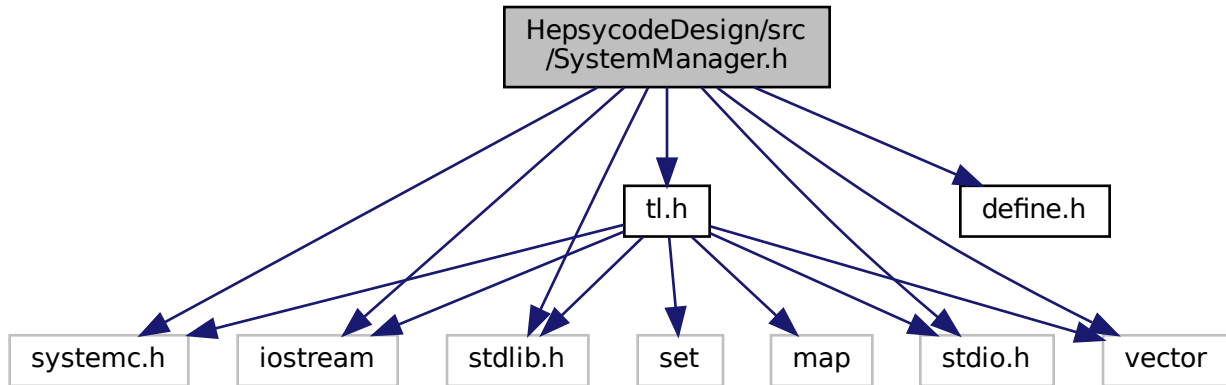 HepsycodeDesign/src
/SystemManager.h
tl.h
define.h
systemc.h
iostream
stdlib.h
set
map
stdio.h
vector